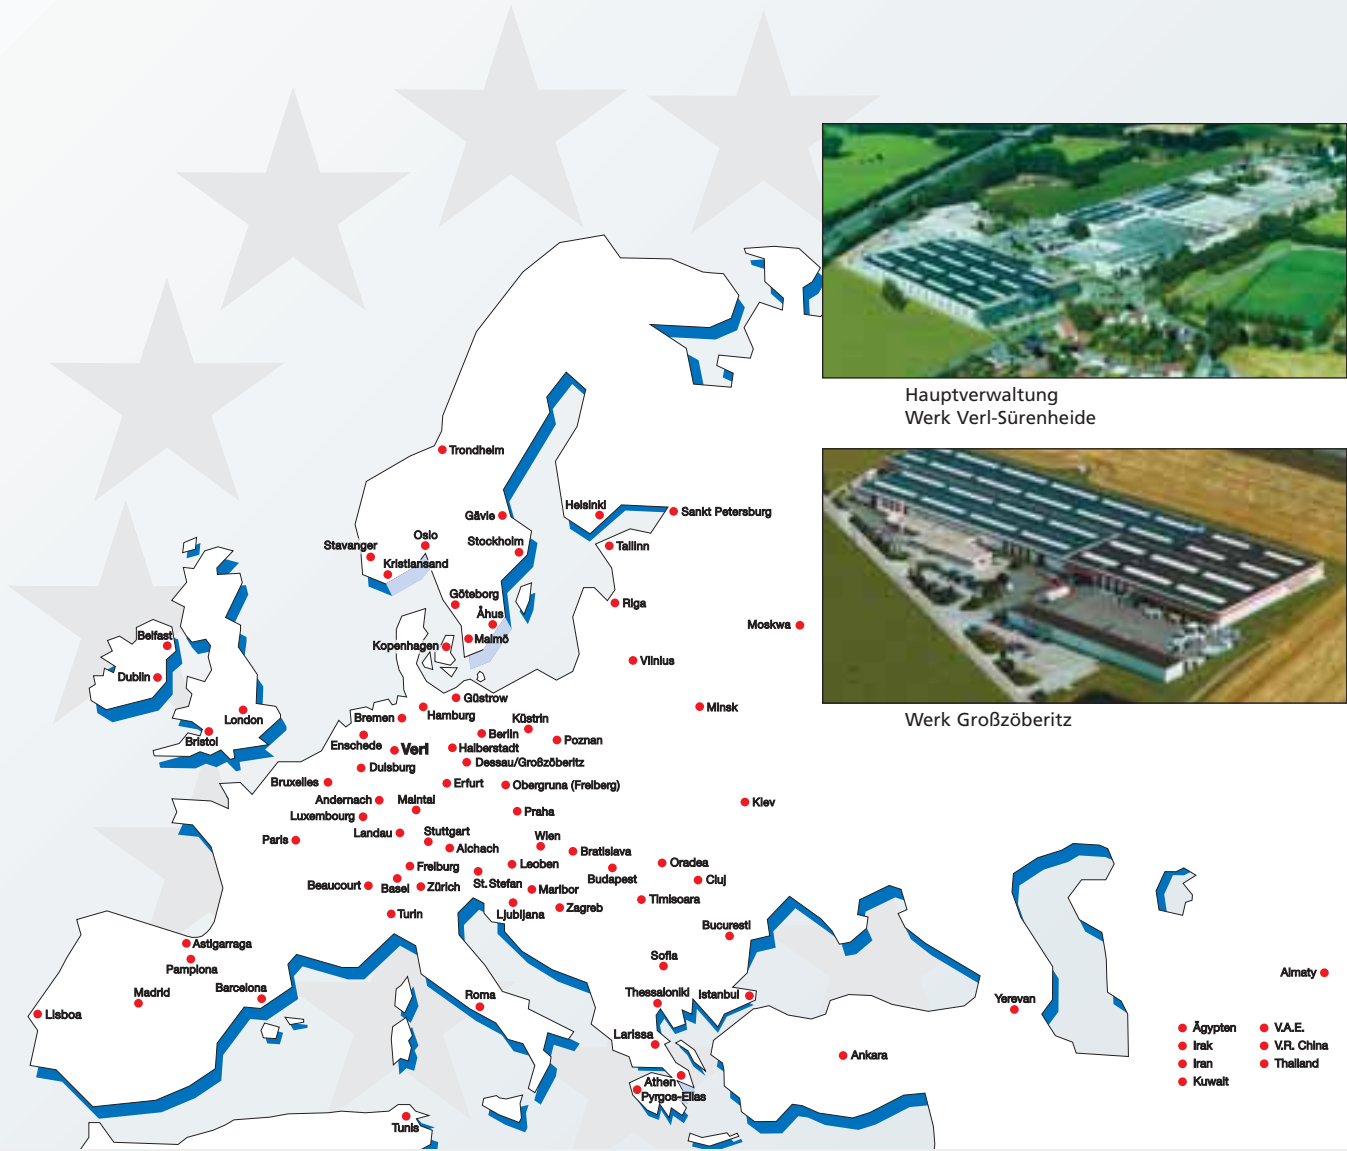 Hauptverwaltung
Werk Verl-Sürenheide
Werk Großzöberitz
Trondheim
Gävle
Helsinki
Sankt Petersburg
Oslo
Stockholm
Tallinn
Stavanger
Kristiansand
Göteborg
Åhus
Riga
Moskwa
Belfast
Malmö
Kopenhagen
Vilnius
Dublin
Güstrow
Minsk
London
Bremen
Hamburg
Küstrin
Bristol
Enschede
Verl
Berlin
Poznan
Halberstadt
Duisburg
Dessau/Großzöberitz
Bruxelles
Erfurt
Obergruna (Freiberg)
Andernach
Maintal
Kiev
Luxembourg
Praha
Paris
Landau
Stuttgart
Wien
Aichach
Bratislava
Freiburg
Leoben
Oradea
Beaucourt
Basel
Zürich
St. Stefan
Maribor
Budapest
Cluj
Turin
Ljubljana
Zagreb
Timisoara
Bucuresti
Astigarraga
Pamplona
Sofia
Almaty
Madrid
Barcelona
Roma
Thessaloniki
Istanbul
Yerevan
Lisboa
Larissa
Ankara
Athen
Pyrgos-Elias
Tunis
Ägypten
Irak
Iran
Kuwait
V.A.E.
V.R. China
Thailand